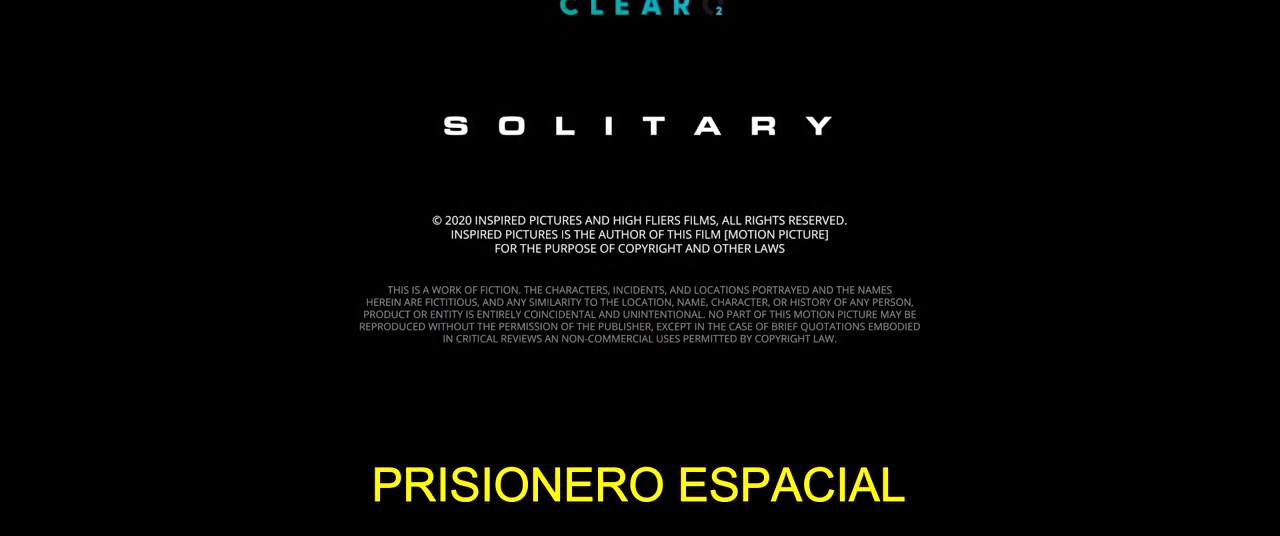 CLEARO2
SOLITARY
© 2020 INSPIRED PICTURES AND HIGH FLIERS FILMS, ALL RIGHTS RESERVED.
INSPIRED PICTURES IS THE AUTHOR OF THIS FILM [MOTION PICTURE]
FOR THE PURPOSE OF COPYRIGHT AND OTHER LAWS
THIS IS A WORK OF FICTION. THE CHARACTERS, INCIDENTS, AND LOCATIONS PORTRAYED AND THE NAMES
HEREIN ARE FICTITIOUS, AND ANY SIMILARITY TO THE LOCATION, NAME, CHARACTER, OR HISTORY OF ANY PERSON,
PRODUCT OR ENTITY IS ENTIRELY COINCIDENTAL AND UNINTENTIONAL. NO PART OF THIS MOTION PICTURE MAY BE
REPRODUCED WITHOUT THE PERMISSION OF THE PUBLISHER, EXCEPT IN THE CASE OF BRIEF QUOTATIONS EMBODIED
IN CRITICAL REVIEWS AN NON-COMMERCIAL USES PERMITTED BY COPYRIGHT LAW.
PRISIONERO ESPACIAL